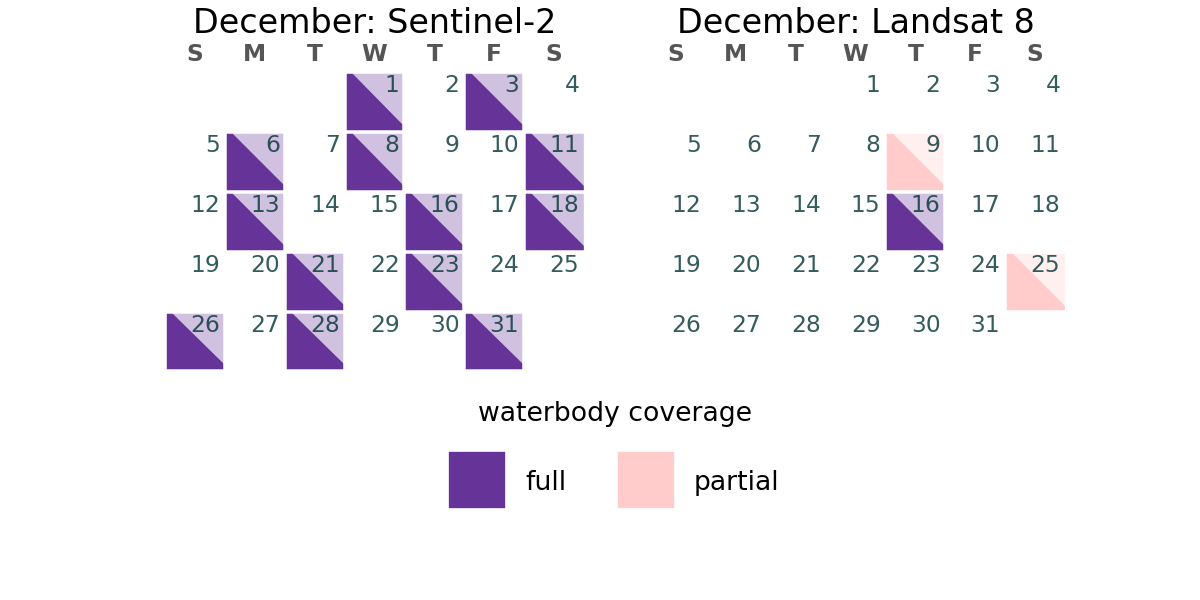 December: Sentinel-2
S M T W T F S
1 2 3 4
5 6 7 8 9 10 11
12 13 14 15 16 17 18
19 20 21 22 23 24 25
26 27 28 29 30 31
December: Landsat 8
S M T W T F S
1 2 3 4
5 6 7 8 9 10 11
12 13 14 15 16 17 18
19 20 21 22 23 24 25
26 27 28 29 30 31
waterbody coverage
full partial